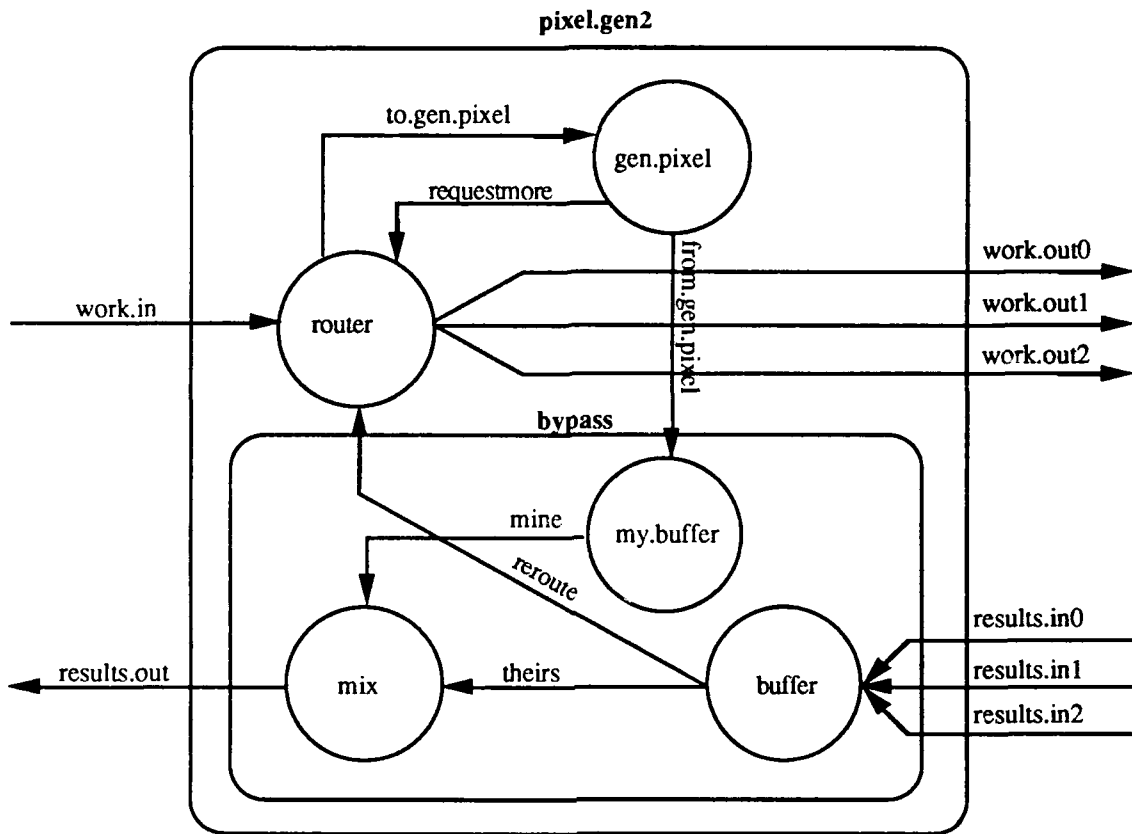 pixel.gen2
to.gen.pixel
gen.pixel
requestmore
from.gen.pixel
work.out0
work.in
router
work.out1
work.out2
bypass
mine
my.buffer
reroute
results.in0
results.out
mix
theirs
buffer
results.in1
results.in2